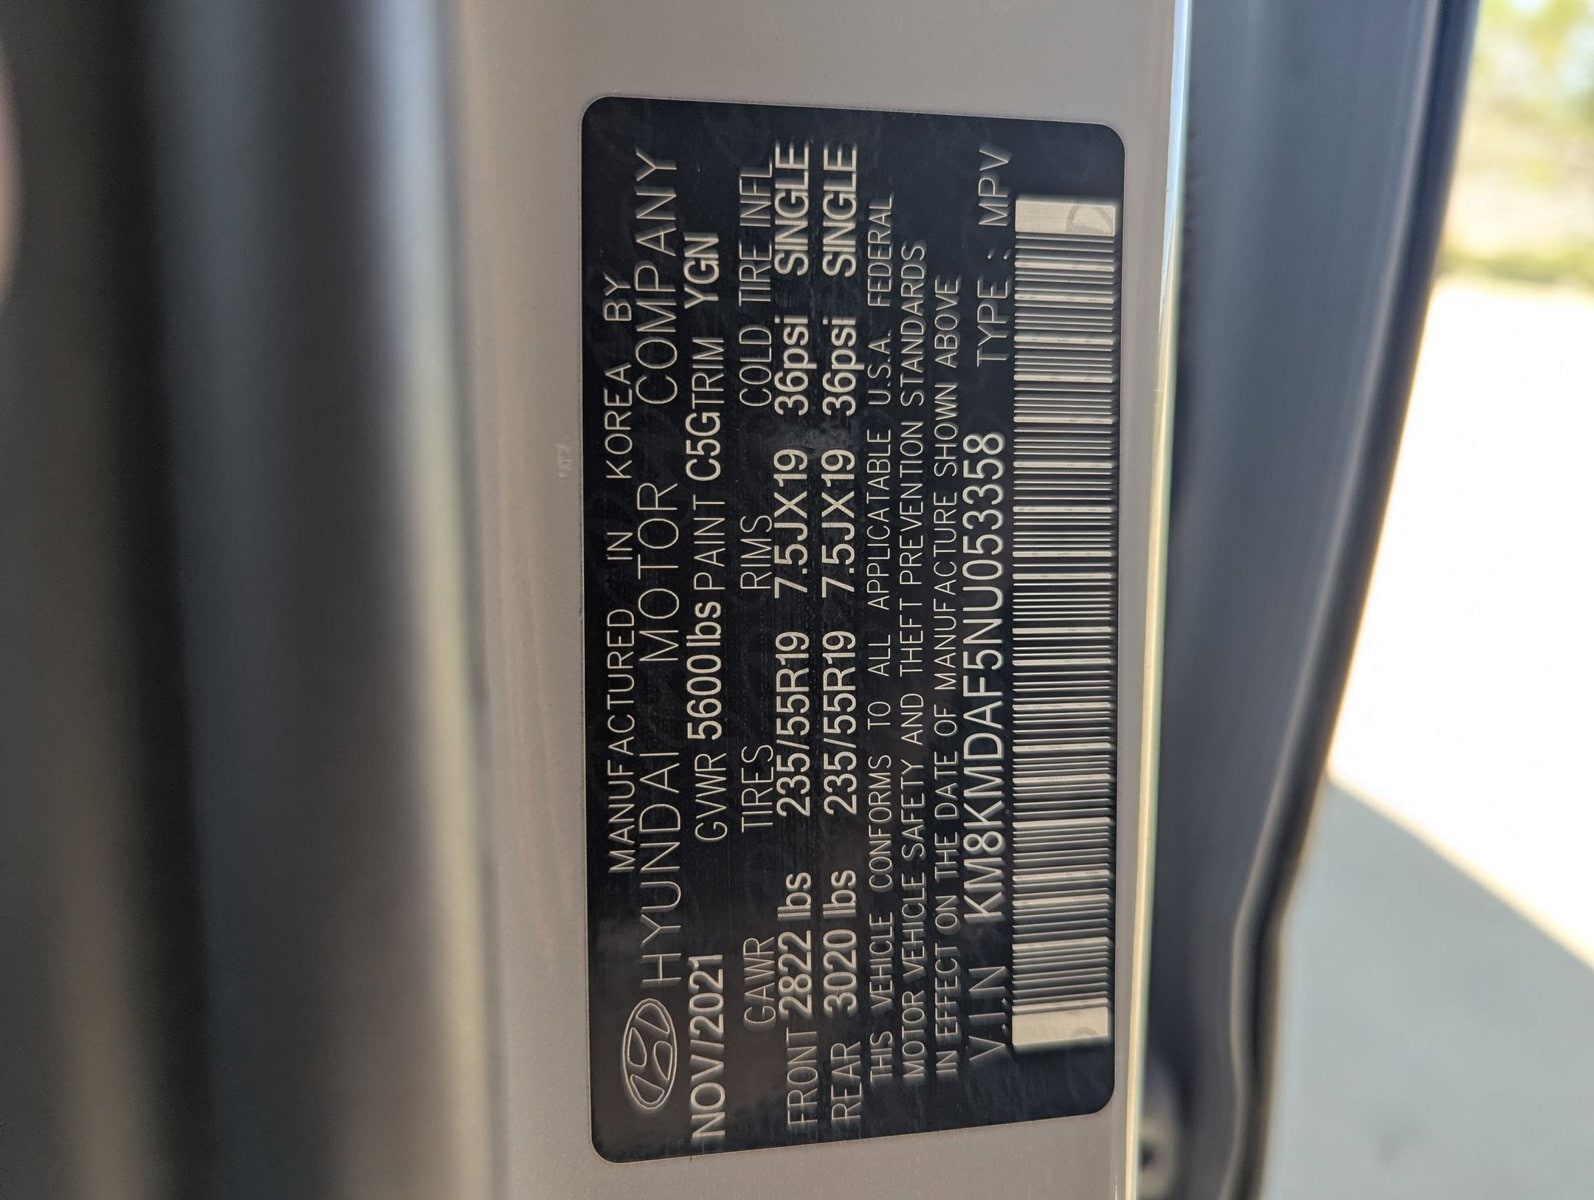 MANUFACTURED IN KOREA BY
HYUNDAI MOTOR COMPANY
NOV/2021 GVWR 5600lbs PAINT C5G TRIM YGN
GAWR TIRES RIMS COLD TIRE INFL
FRONT 2822 lbs 235/55R19 7.5JX19 36psi SINGLE
REAR 3020 lbs 235/55R19 7.5JX19 36psi SINGLE
THIS VEHICLE CONFORMS TO ALL APPLICATABLE U.S.A. FEDERAL
MOTOR VEHICLE SAFETY AND THEFT PREVENTION STANDARDS
IN EFFECT ON THE DATE OF MANUFACTURE SHOWN ABOVE
V.I.N KM8KMDAF5NU053358 TYPE : MPV